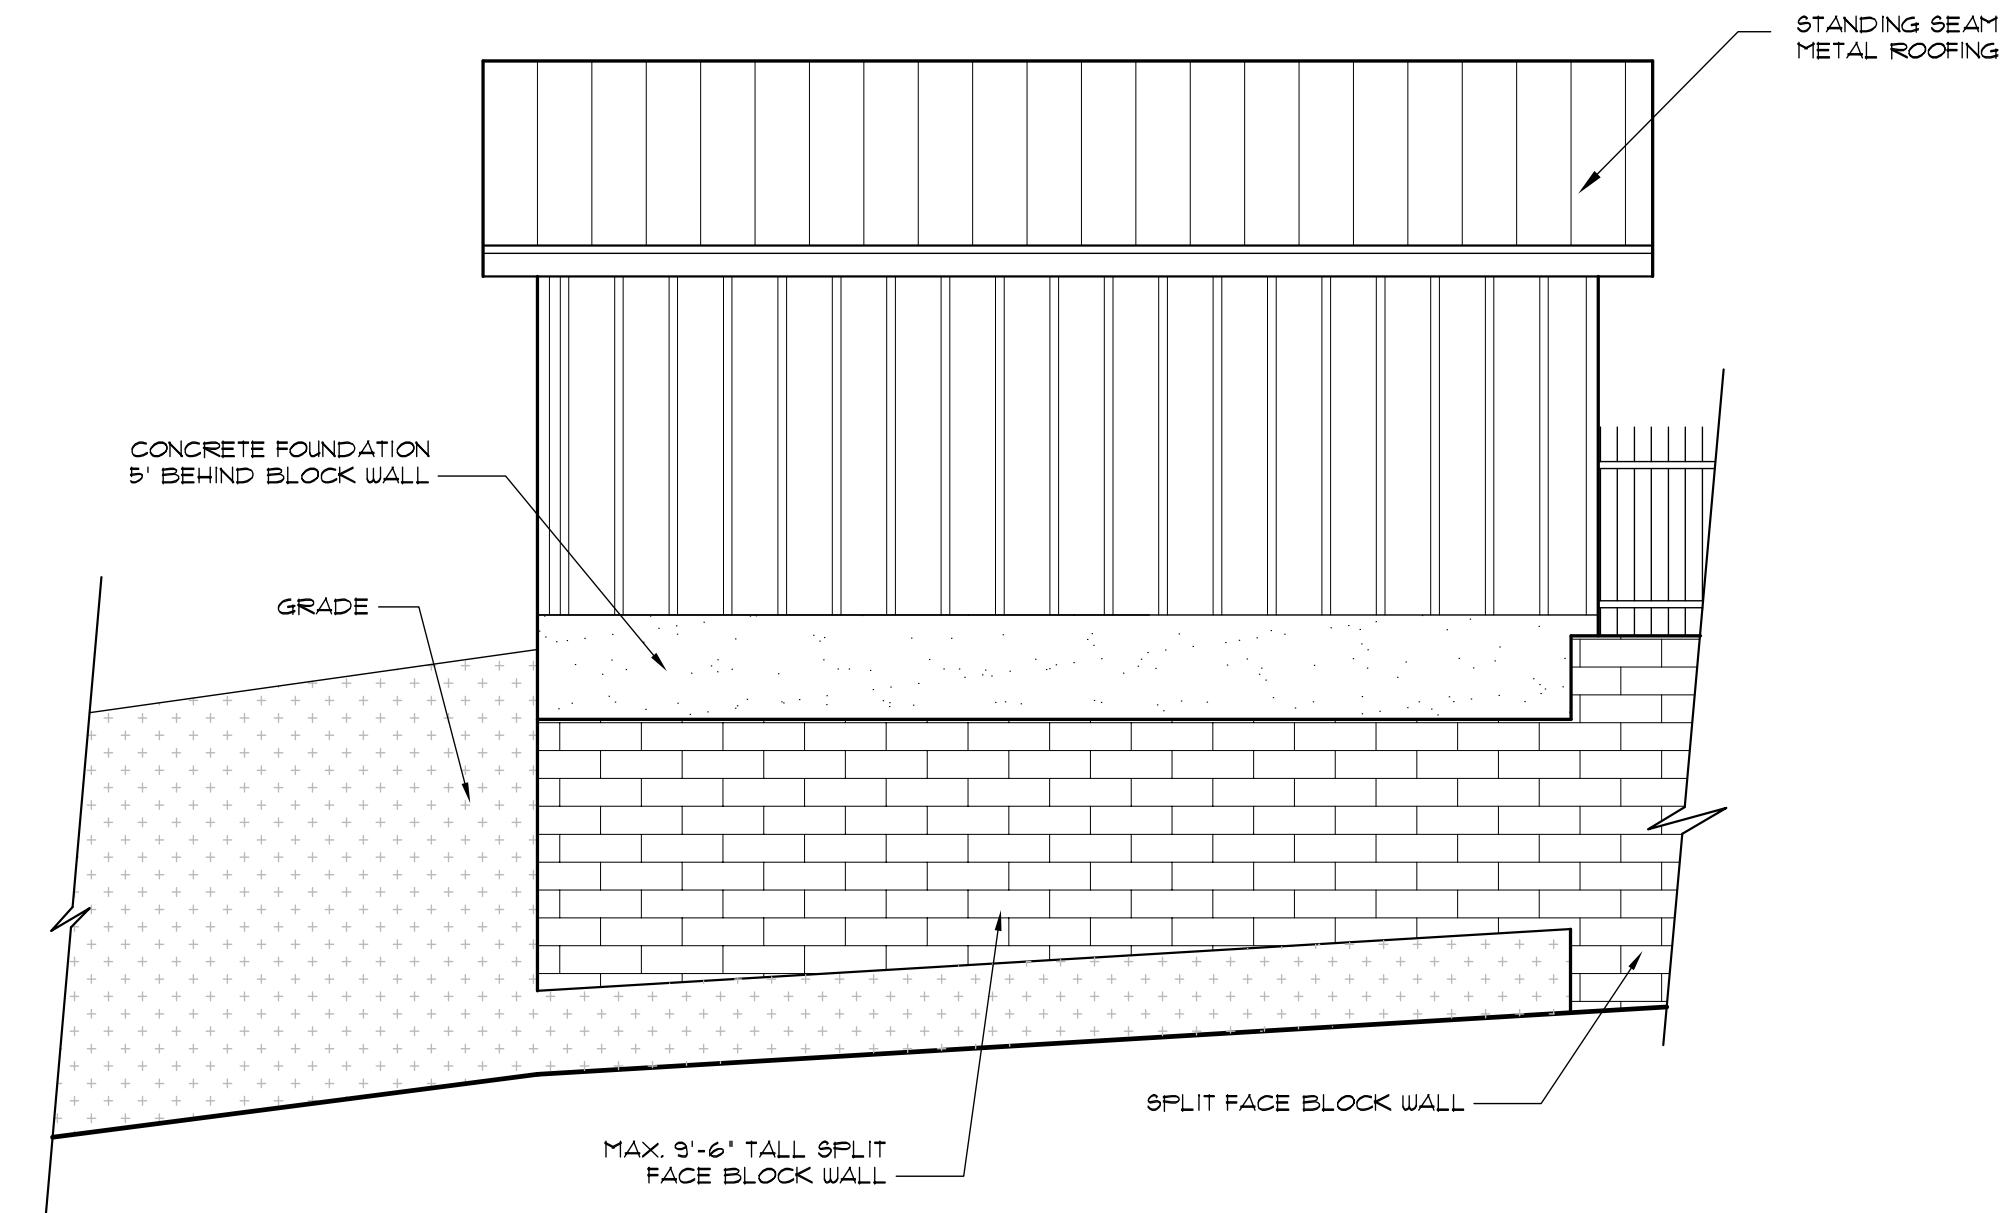 STANDING SEAM
METAL ROOFING
CONCRETE FOUNDATION
5' BEHIND BLOCK WALL
GRADE
SPLIT FACE BLOCK WALL
MAX. 9'-6" TALL SPLIT
FACE BLOCK WALL